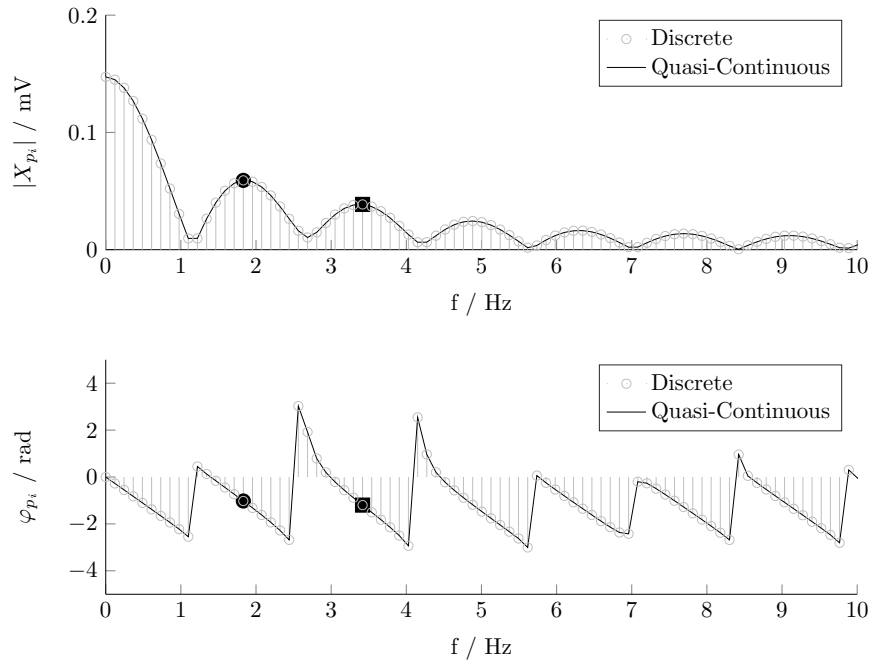 0.2
0.1
0
|X_{p_i}| / mV
Discrete
Quasi-Continuous
0 1 2 3 4 5 6 7 8 9 10
f / Hz
4
2
0
−2
−4
φ_{p_i} / rad
Discrete
Quasi-Continuous
0 1 2 3 4 5 6 7 8 9 10
f / Hz